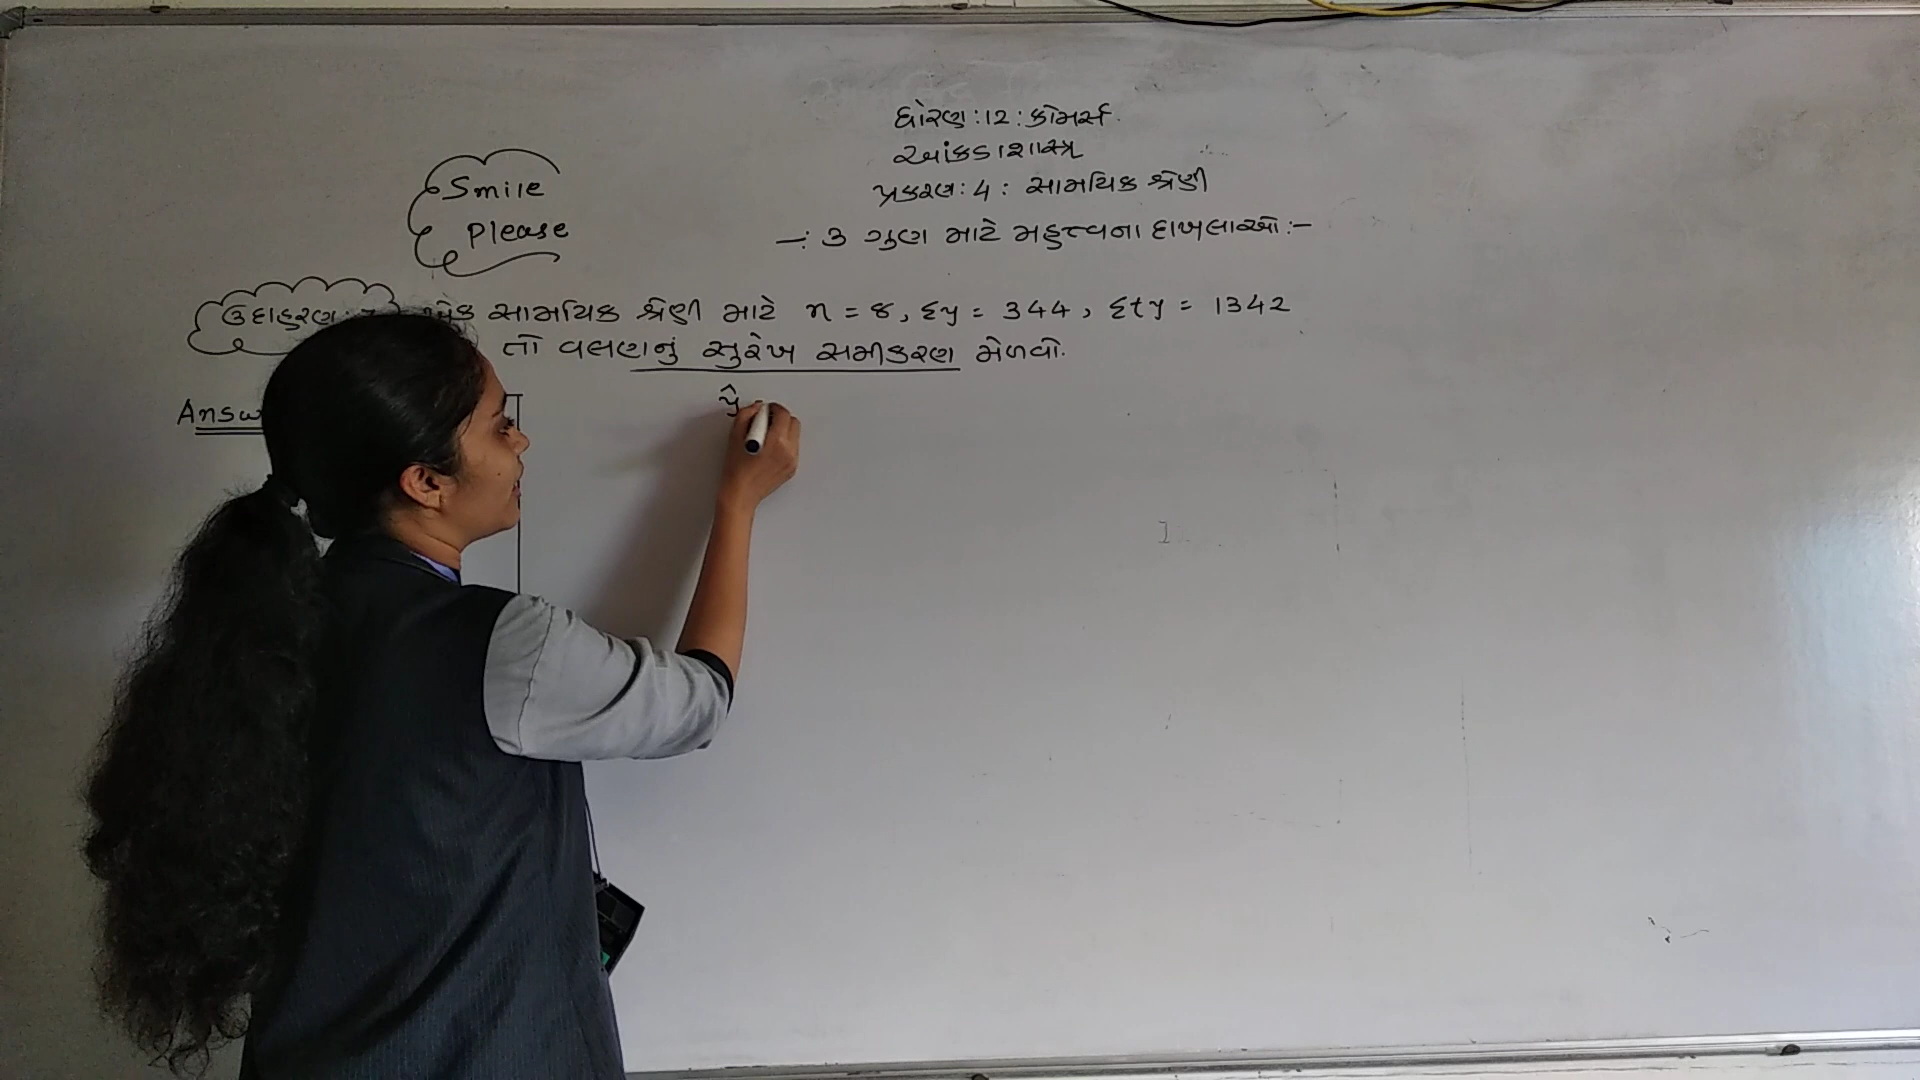 ધોરણ : 12 : કોમર્સ.
આંકડાશાસ્ત્ર
પ્રકરણ : 4 : સામયિક શ્રેણી
-: 3 ગુણ માટે મહત્ત્વના દાખલાઓ :-
Smile
Please
ઉદાહરણ : એક સામયિક શ્રેણી માટે n = 8, Σy = 344, Σty = 1342
તો વલણનું સુરેખ સમીકરણ મેળવો.
ŷ =